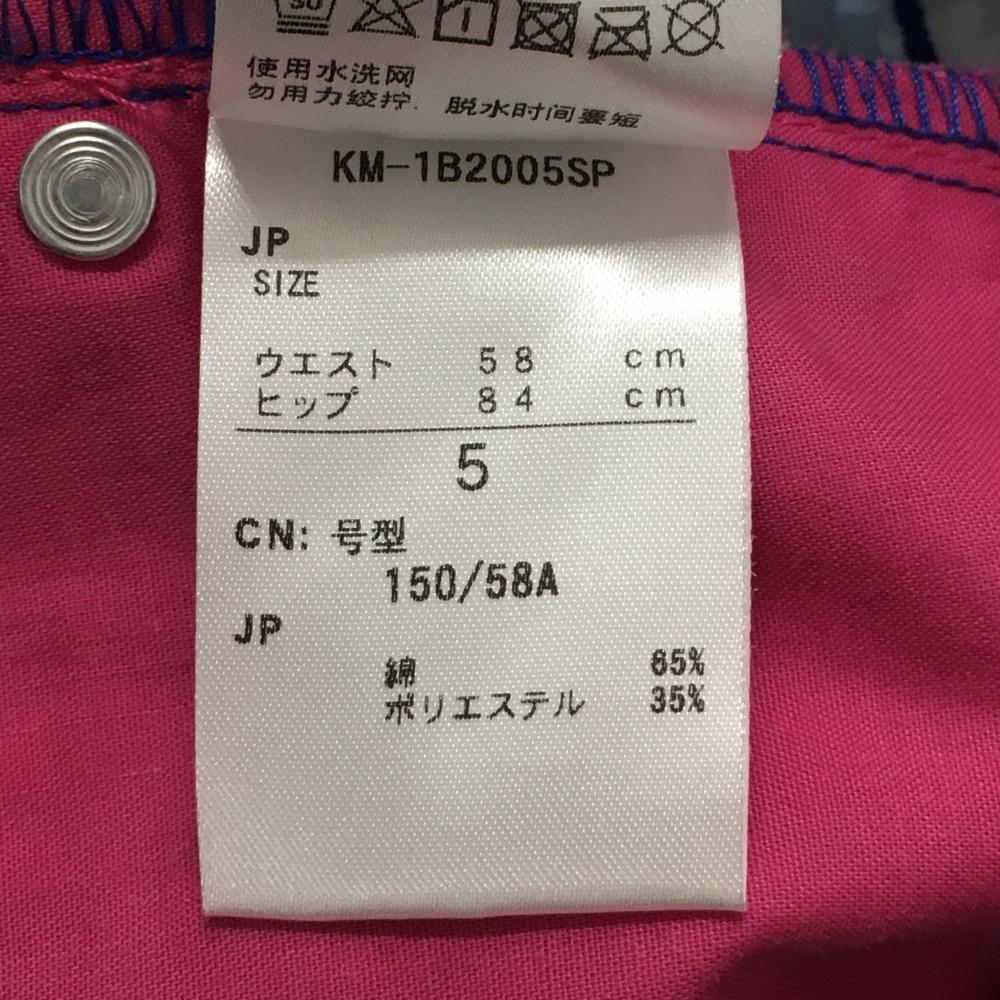 30
使用水洗网
勿用力绞拧. 脱水时间要短
KM-1B2005SP
JP
SIZE
ウエスト 58 cm
ヒップ 84 cm
5
CN: 号型
150/58A
JP
綿 65%
ポリエステル 35%